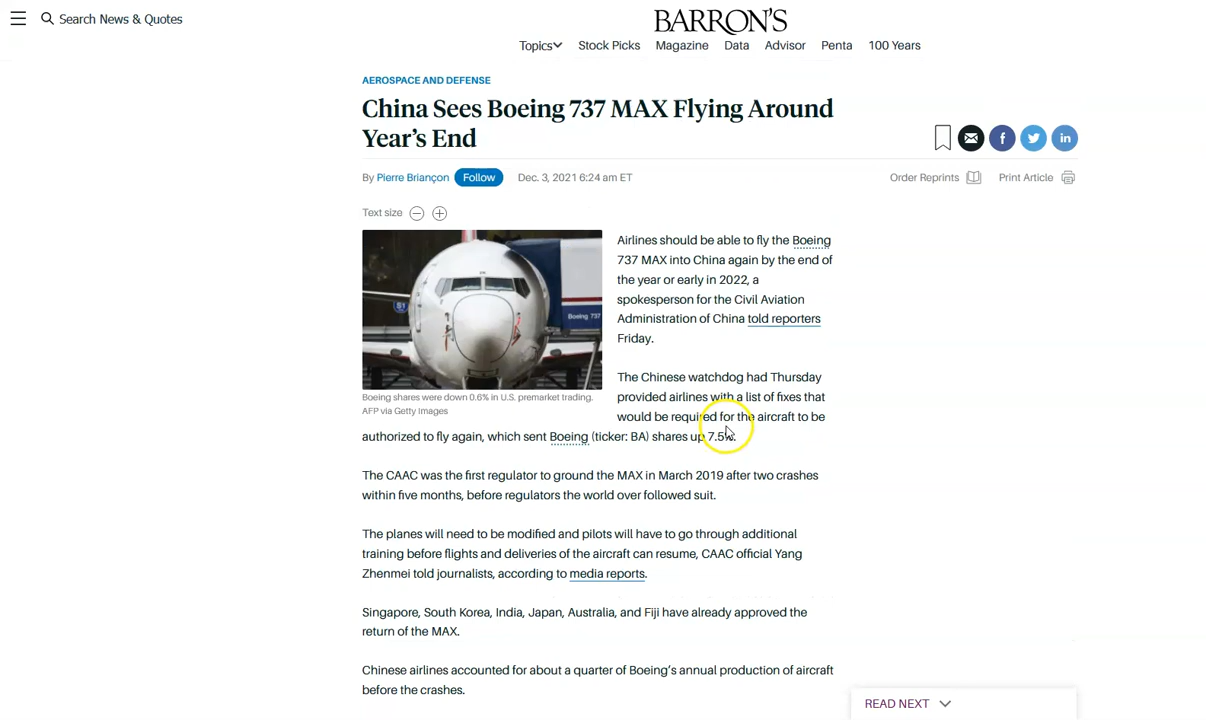 Search News & Quotes
BARRON'S
Topics Stock Picks Magazine Data Advisor Penta 100 Years
AEROSPACE AND DEFENSE
China Sees Boeing 737 MAX Flying Around
Year's End
By Pierre Briançon Follow Dec. 3, 2021 6:24 am ET
Order Reprints Print Article
Text size
51
Boeing 737
Boeing shares were down 0.6% in U.S. premarket trading.
AFP via Getty Images
Airlines should be able to fly the Boeing
737 MAX into China again by the end of
the year or early in 2022, a
spokesperson for the Civil Aviation
Administration of China told reporters
Friday.
The Chinese watchdog had Thursday
provided airlines with a list of fixes that
would be required for the aircraft to be
authorized to fly again, which sent Boeing (ticker: BA) shares up 7.5%.
The CAAC was the first regulator to ground the MAX in March 2019 after two crashes
within five months, before regulators the world over followed suit.
The planes will need to be modified and pilots will have to go through additional
training before flights and deliveries of the aircraft can resume, CAAC official Yang
Zhenmei told journalists, according to media reports.
Singapore, South Korea, India, Japan, Australia, and Fiji have already approved the
return of the MAX.
Chinese airlines accounted for about a quarter of Boeing's annual production of aircraft
before the crashes.
READ NEXT